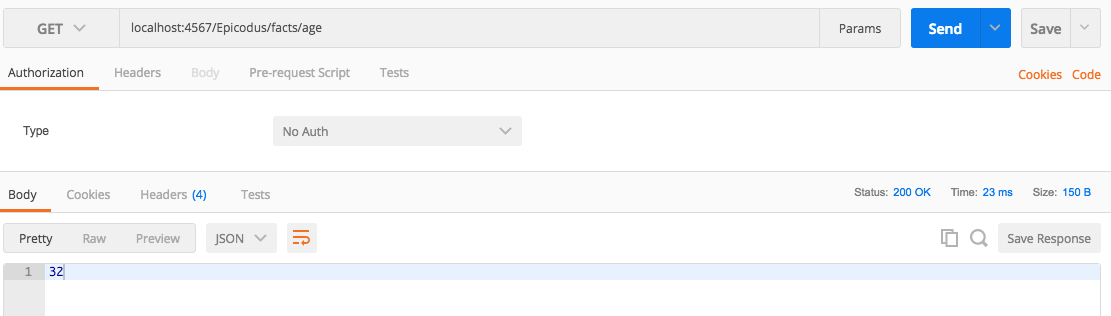 GET localhost:4567/Epicodus/facts/age Params Send Save
Authorization Headers Body Pre-request Script Tests Cookies Code
Type No Auth
Body Cookies Headers (4) Tests Status: 200 OK Time: 23 ms Size: 150 B
Pretty Raw Preview JSON Save Response
1 32